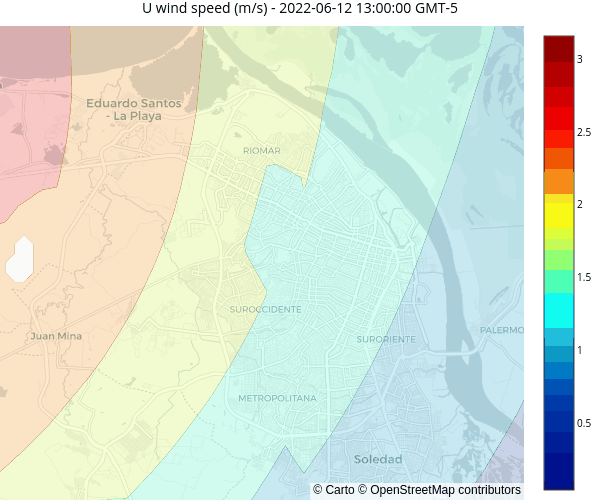 U wind speed (m/s) - 2022-06-12 13:00:00 GMT-5
3
Eduardo Santos
- La Playa
2.5
RIOMAR
2
1.5
SUROCCIDENTE
Juan Mina
SURORIENTE
PALERMO
1
METROPOLITANA
0.5
Soledad
© Carto © OpenStreetMap contributors